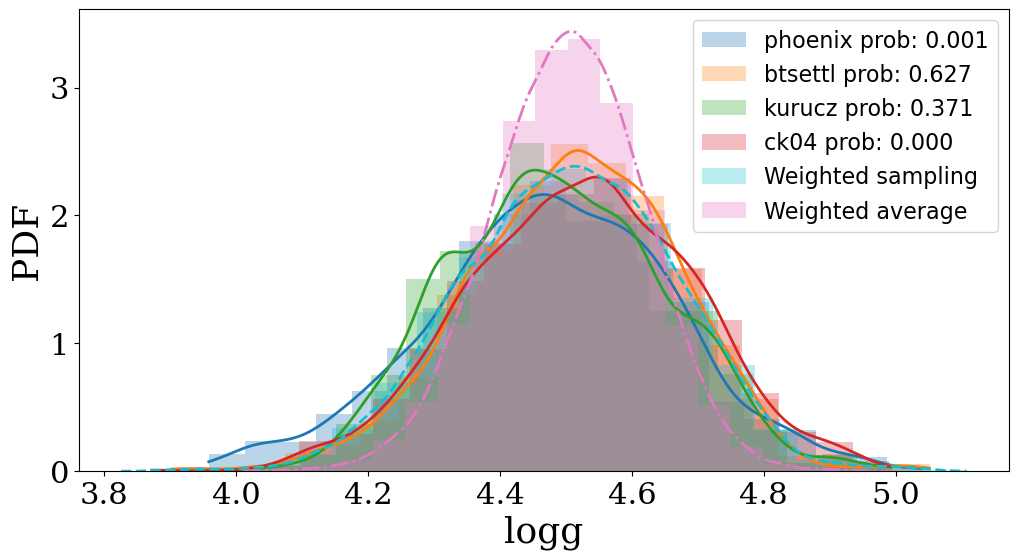 phoenix prob: 0.001
btsettl prob: 0.627
kurucz prob: 0.371
ck04 prob: 0.000
Weighted sampling
Weighted average
PDF
3
2
1
0
3.8 4.0 4.2 4.4 4.6 4.8 5.0
logg